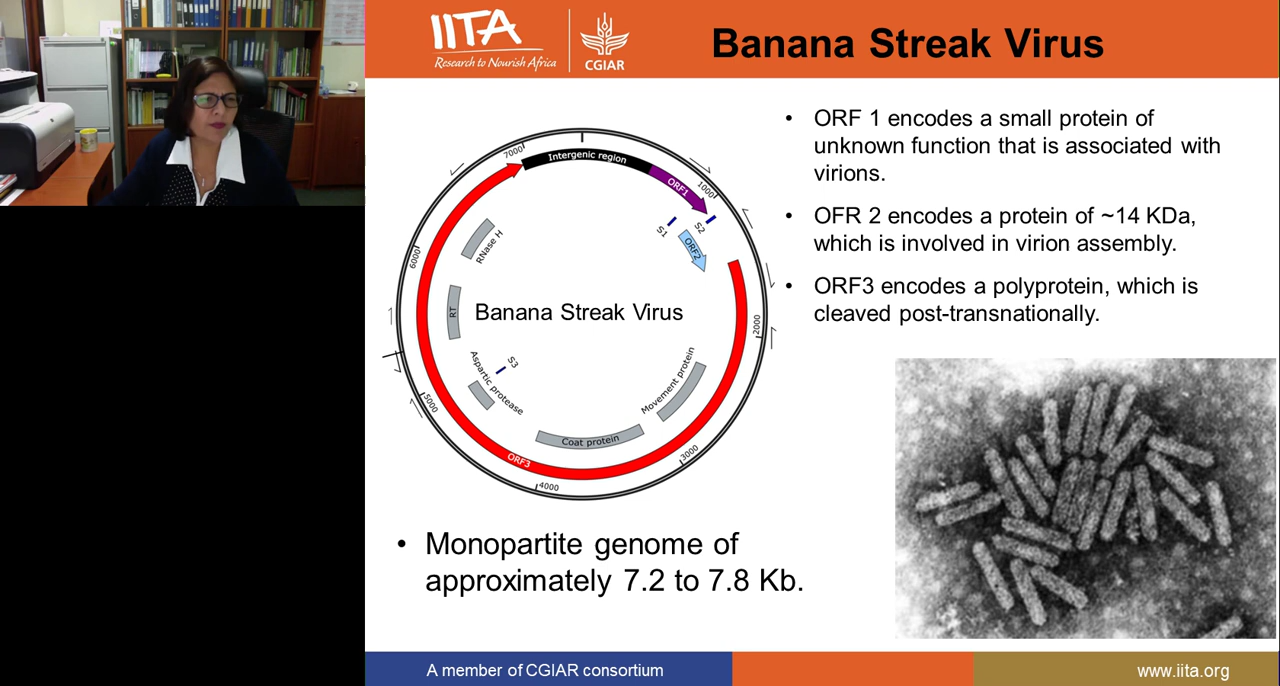 IITA
Research to Nourish Africa
CGIAR
Banana Streak Virus
• ORF 1 encodes a small protein of
unknown function that is associated with
virions.
• OFR 2 encodes a protein of ~14 KDa,
which is involved in virion assembly.
• ORF3 encodes a polyprotein, which is
cleaved post-transnationally.
7000
Intergenic region
ORF1
1000
S1
S2
ORF2
6000
RNase H
RT
Banana Streak Virus
2000
S3
Aspartic protease
Movement protein
5000
Coat protein
3000
ORF3
4000
• Monopartite genome of
approximately 7.2 to 7.8 Kb.
A member of CGIAR consortium
www.iita.org